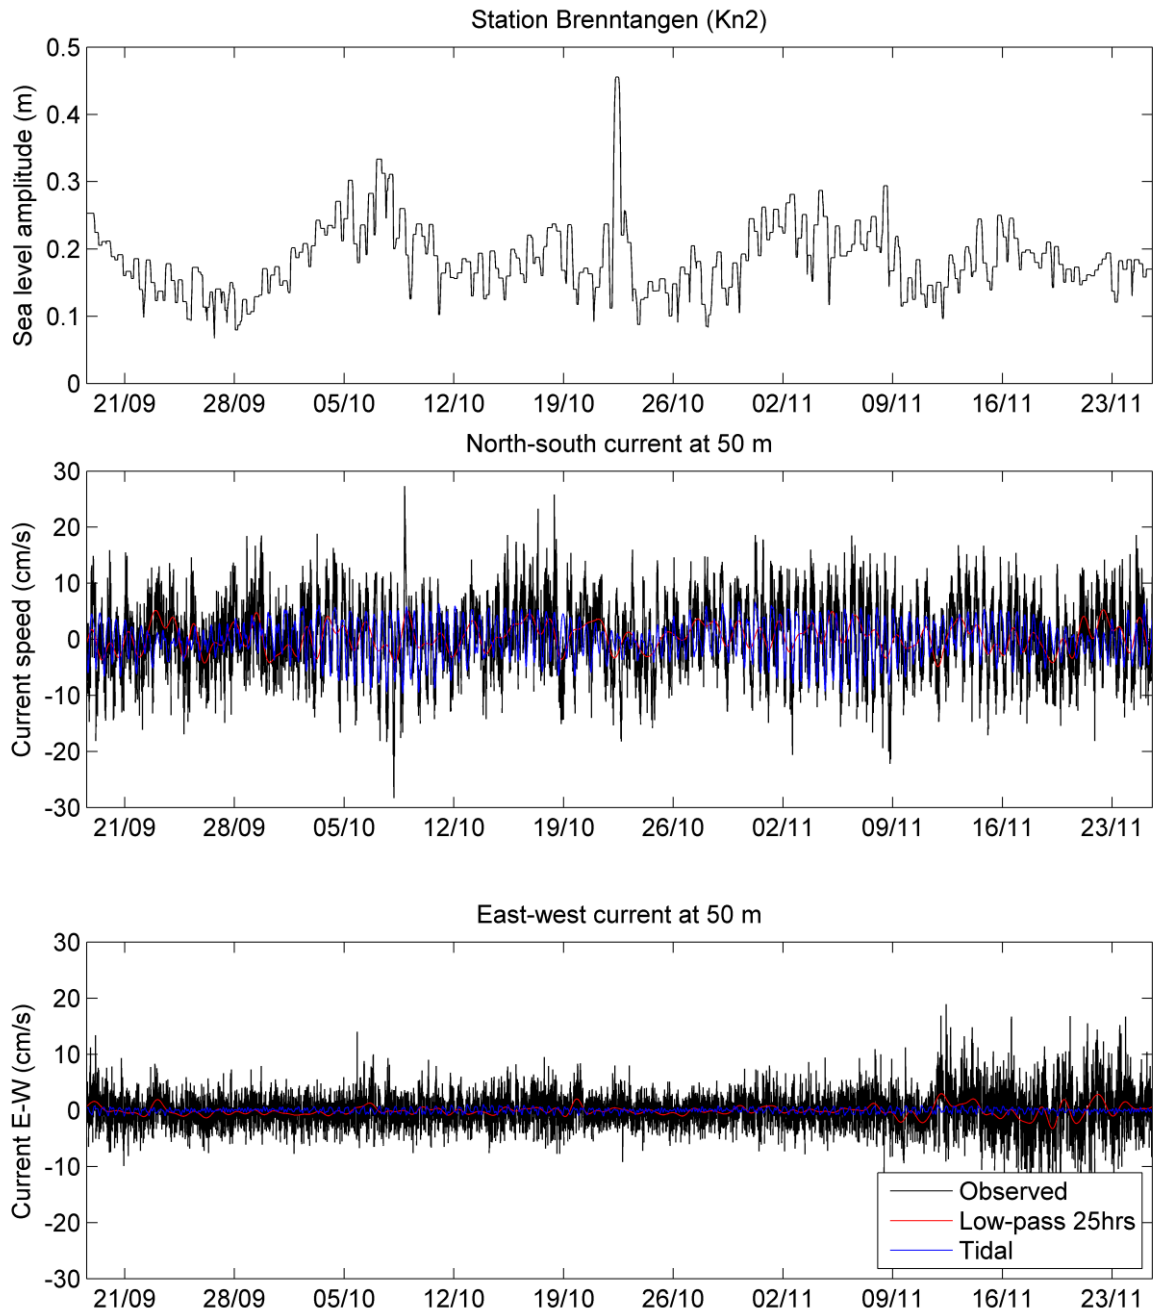 Station Brenntangen (Kn2)
Sea level amplitude (m)
0.5
0.4
0.3
0.2
0.1
0
21/09 28/09 05/10 12/10 19/10 26/10 02/11 09/11 16/11 23/11
North-south current at 50 m
Current speed (cm/s)
30
20
10
0
-10
-20
-30
21/09 28/09 05/10 12/10 19/10 26/10 02/11 09/11 16/11 23/11
East-west current at 50 m
Current E-W (cm/s)
30
20
10
0
-10
-20
-30
Observed
Low-pass 25hrs
Tidal
21/09 28/09 05/10 12/10 19/10 26/10 02/11 09/11 16/11 23/11